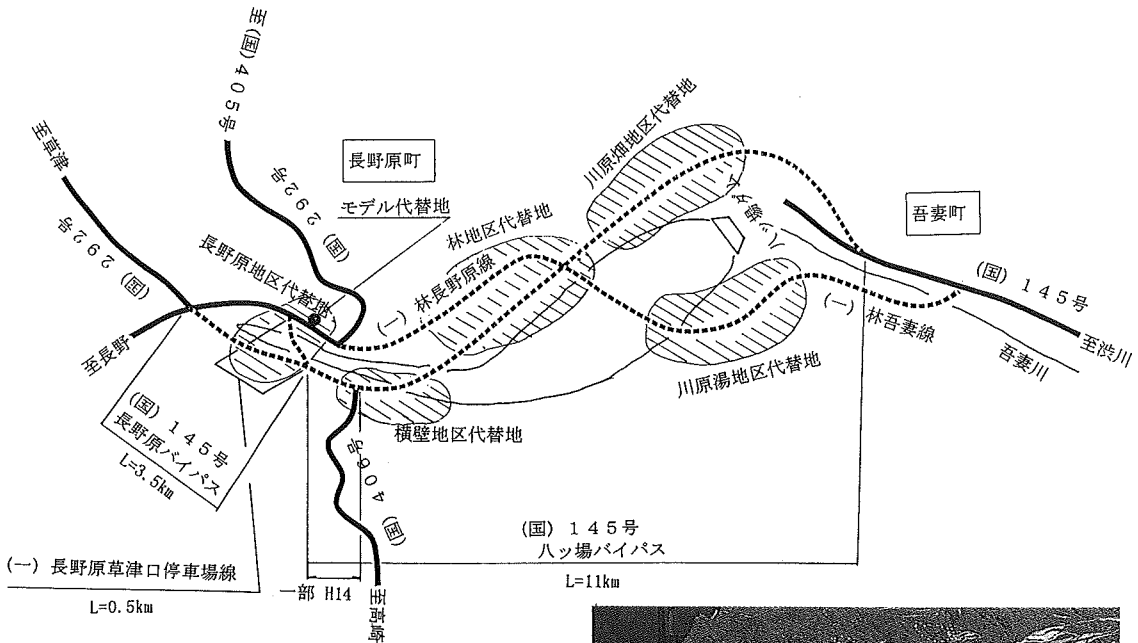 至(国)405号
至草津
(国)292号
(国)292号
長野原町
モデル代替地
長野原地区代替地
林地区代替地
(一)林長野原線
川原畑地区代替地
八ッ場ダム
吾妻町
(国)145号
(一)林吾妻線
至渋川
吾妻川
川原湯地区代替地
横壁地区代替地
至長野
(国)145号
長野原バイパス
L=3.5km
(国)406号
至高崎
(国)145号
八ッ場バイパス
L=11km
(一)長野原草津口停車場線
L=0.5km
一部 H14